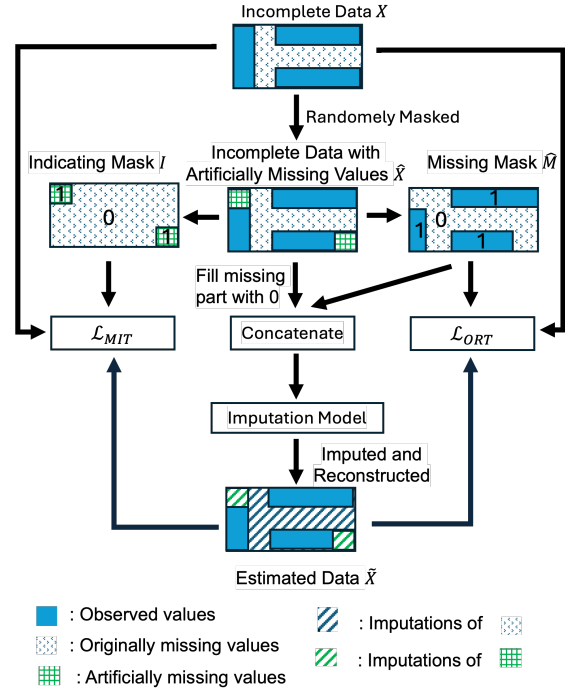 Incomplete Data X
Randomely Masked
Indicating Mask I
Incomplete Data with
Artificially Missing Values X̂
Missing Mask M̂
1
0
1
1
0
1
1
Fill missing
part with 0
ℒ_MIT
Concatenate
ℒ_ORT
Imputation Model
Imputed and
Reconstructed
Estimated Data X̃
: Observed values
: Imputations of
: Originally missing values
: Imputations of
: Artificially missing values